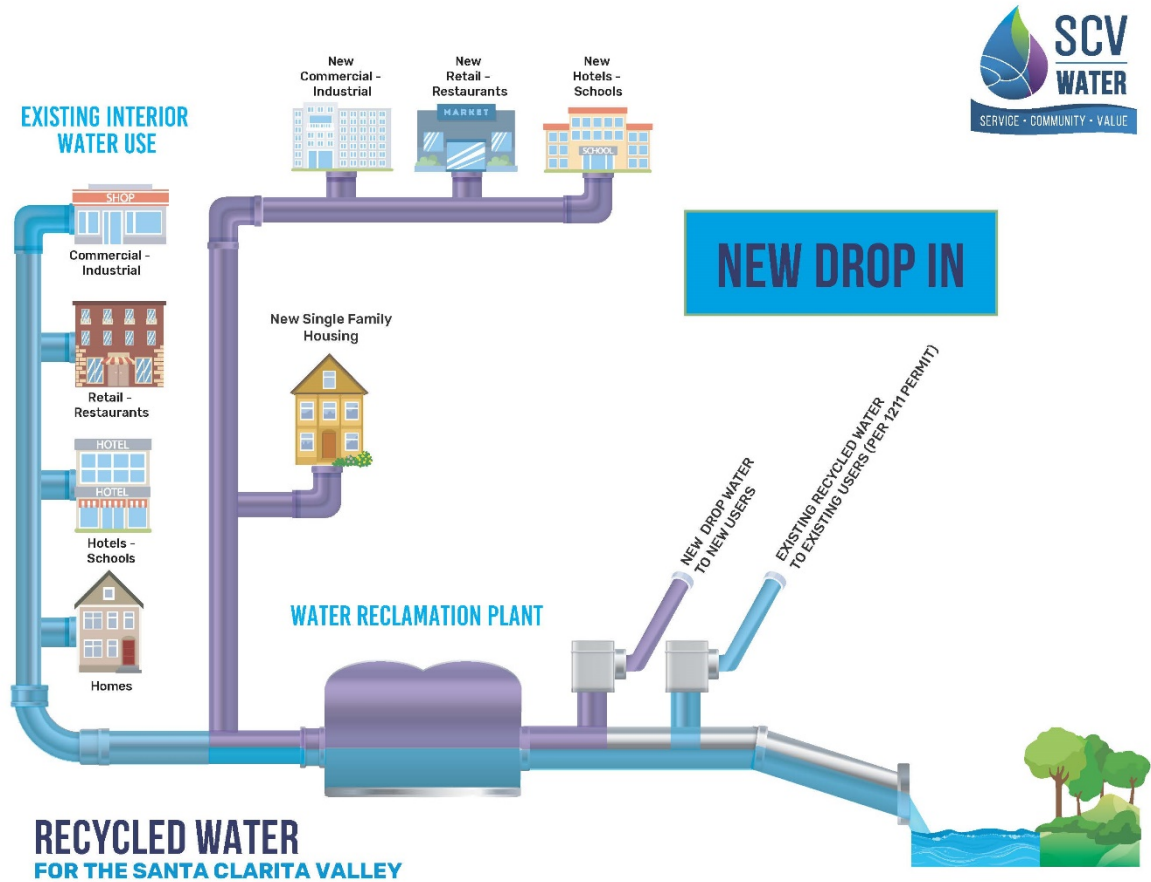 SCV
WATER
SERVICE • COMMUNITY • VALUE
New
Commercial -
Industrial
New
Retail -
Restaurants
New
Hotels -
Schools
MARKET
SCHOOL
EXISTING INTERIOR
WATER USE
SHOP
Commercial -
Industrial
NEW DROP IN
Retail -
Restaurants
New Single Family
Housing
HOTEL
HOTEL
Hotels -
Schools
NEW DROP WATER
TO NEW USERS
EXISTING RECYCLED WATER
TO EXISTING USERS (PER 1211 PERMIT)
WATER RECLAMATION PLANT
Homes
RECYCLED WATER
FOR THE SANTA CLARITA VALLEY